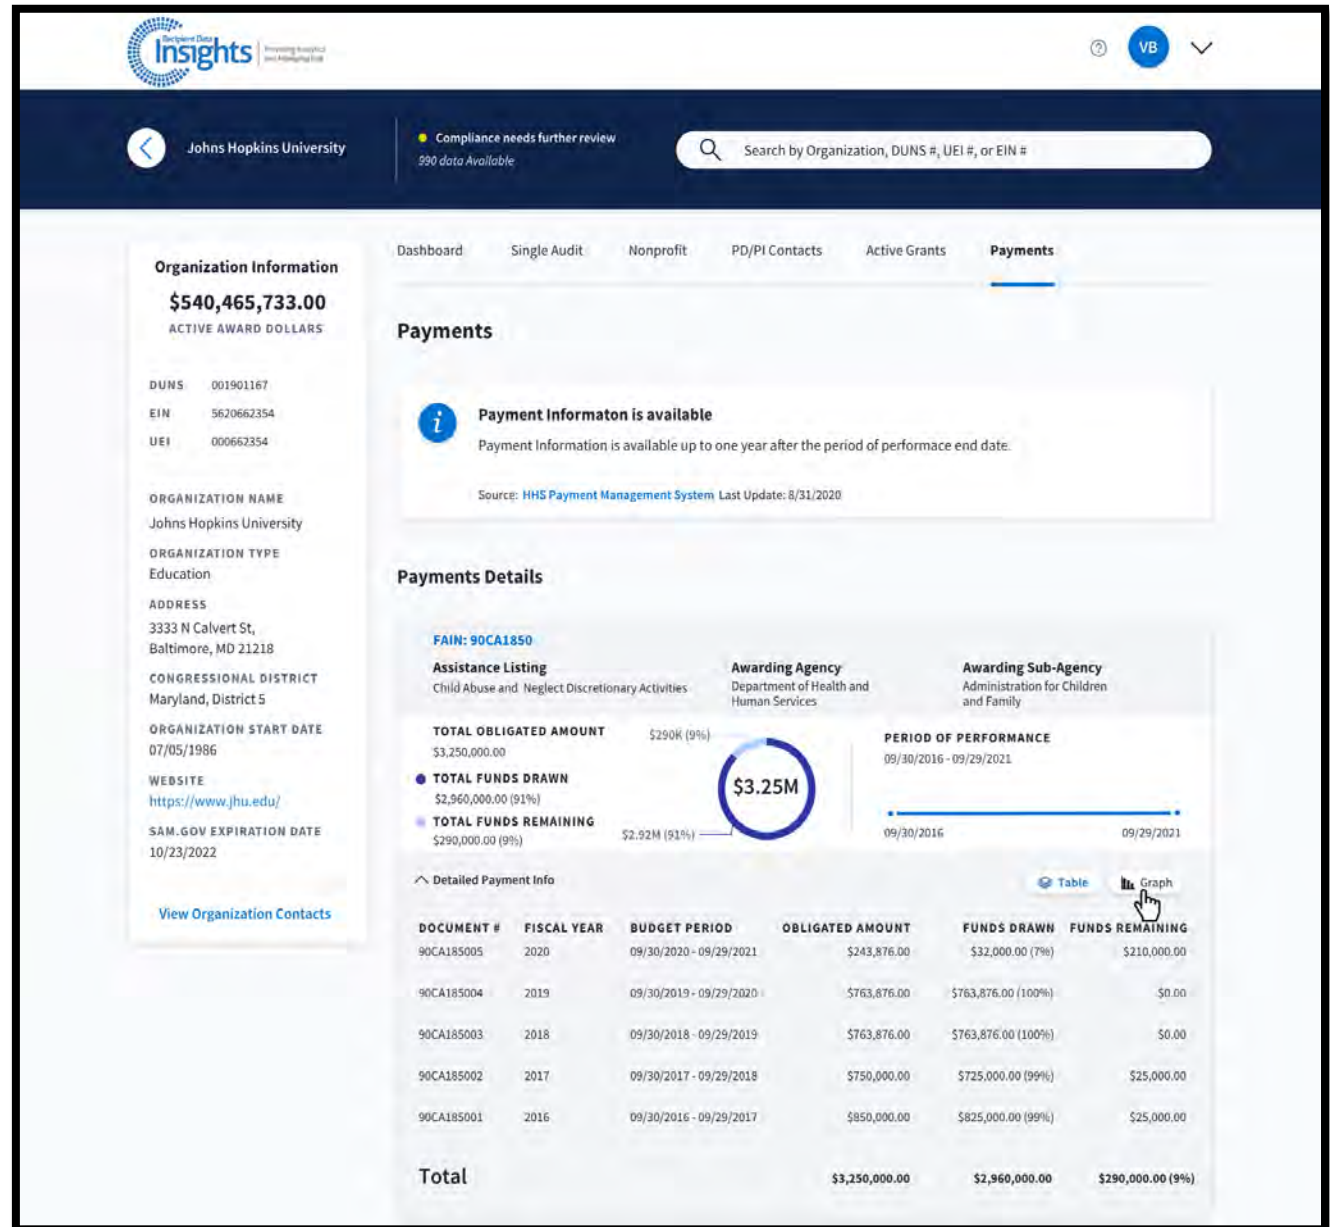 Recipient Data
Insights
VB
Johns Hopkins University
Compliance needs further review
990 data Available
Search by Organization, DUNS #, UEI #, or EIN #
Organization Information
$540,465,733.00
ACTIVE AWARD DOLLARS
DUNS 001901167
EIN 5620662354
UEI 000662354
ORGANIZATION NAME
Johns Hopkins University
ORGANIZATION TYPE
Education
ADDRESS
3333 N Calvert St,
Baltimore, MD 21218
CONGRESSIONAL DISTRICT
Maryland, District 5
ORGANIZATION START DATE
07/05/1986
WEBSITE
https://www.jhu.edu/
SAM.GOV EXPIRATION DATE
10/23/2022
View Organization Contacts
Dashboard Single Audit Nonprofit PD/PI Contacts Active Grants Payments
Payments
Payment Informaton is available
Payment Information is available up to one year after the period of performace end date.
Source: HHS Payment Management System Last Update: 8/31/2020
Payments Details
FAIN: 90CA1850
Assistance Listing Awarding Agency Awarding Sub-Agency
Child Abuse and Neglect Discretionary Activities Department of Health and Administration for Children
Human Services and Family
TOTAL OBLIGATED AMOUNT
$3,250,000.00
TOTAL FUNDS DRAWN
$2,960,000.00 (91%)
TOTAL FUNDS REMAINING
$290,000.00 (9%)
$290K (9%)
$3.25M
$2.92M (91%)
PERIOD OF PERFORMANCE
09/30/2016 - 09/29/2021
09/30/2016 09/29/2021
Detailed Payment Info Table Graph
DOCUMENT # FISCAL YEAR BUDGET PERIOD OBLIGATED AMOUNT FUNDS DRAWN FUNDS REMAINING
90CA185005 2020 09/30/2020 - 09/29/2021 $243,876.00 $32,000.00 (7%) $210,000.00
90CA185004 2019 09/30/2019 - 09/29/2020 $763,876.00 $763,876.00 (100%) $0.00
90CA185003 2018 09/30/2018 - 09/29/2019 $763,876.00 $763,876.00 (100%) $0.00
90CA185002 2017 09/30/2017 - 09/29/2018 $750,000.00 $725,000.00 (99%) $25,000.00
90CA185001 2016 09/30/2016 - 09/29/2017 $850,000.00 $825,000.00 (99%) $25,000.00
Total $3,250,000.00 $2,960,000.00 $290,000.00 (9%)